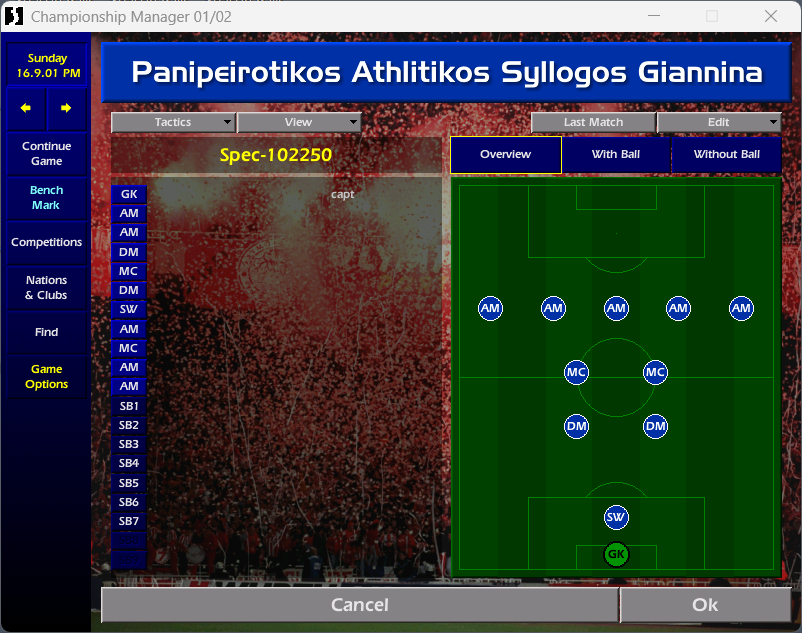 Championship Manager 01/02
Sunday
16.9.01 PM
Continue
Game
Bench
Mark
Competitions
Nations
& Clubs
Find
Game
Options
Panipeirotikos Athlitikos Syllogos Giannina
Tactics
View
Last Match
Edit
Spec-102250
Overview
With Ball
Without Ball
GK capt
AM
AM
DM
MC
DM
SW
AM
MC
AM
AM
SB1
SB2
SB3
SB4
SB5
SB6
SB7
AM AM AM AM AM
MC MC
DM DM
SW
GK
Cancel
Ok